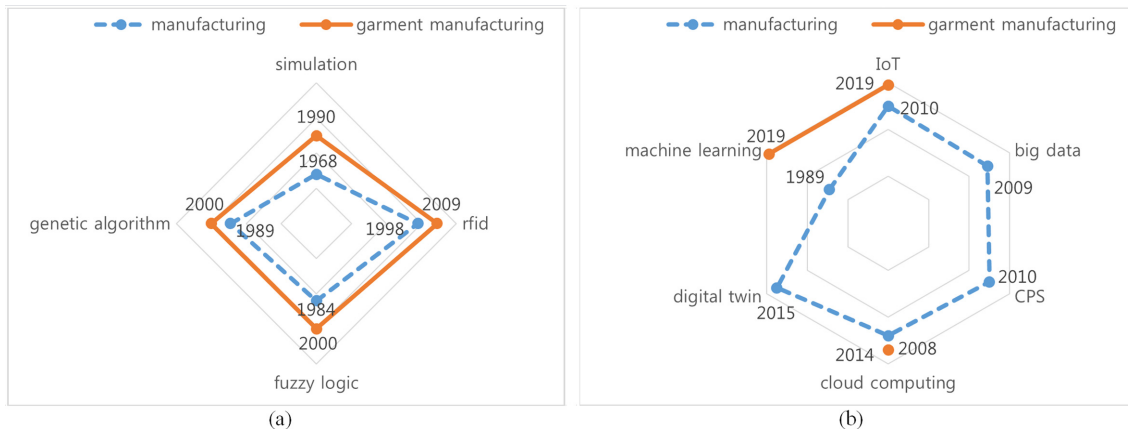 manufacturing garment manufacturing
simulation
1990
1968
2000
2009
genetic algorithm
1989
1998
rfid
1984
2000
fuzzy logic
(a)
manufacturing garment manufacturing
IoT
2019
2010
2019
machine learning
big data
1989
2009
2010
digital twin
CPS
2015
2014
2008
cloud computing
(b)